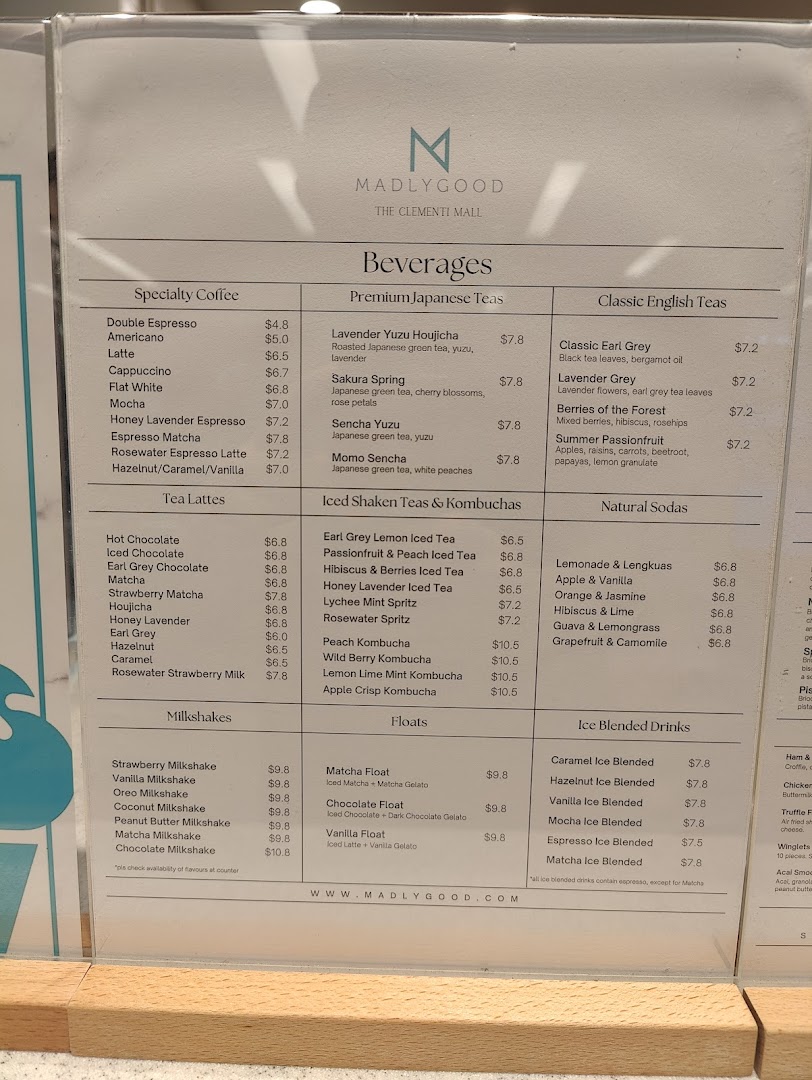 MADLYGOOD
THE CLEMENTI MALL
Beverages
Specialty Coffee
Double Espresso $4.8
Americano $5.0
Latte $6.5
Cappuccino $6.7
Flat White $6.8
Mocha $7.0
Honey Lavender Espresso $7.2
Espresso Matcha $7.8
Rosewater Espresso Latte $7.2
Hazelnut/Caramel/Vanilla $7.0
Premium Japanese Teas
Lavender Yuzu Houjicha $7.8
Roasted Japanese green tea, yuzu,
lavender
Sakura Spring $7.8
Japanese green tea, cherry blossoms,
rose petals
Sencha Yuzu $7.8
Japanese green tea, yuzu
Momo Sencha $7.8
Japanese green tea, white peaches
Classic English Teas
Classic Earl Grey $7.2
Black tea leaves, bergamot oil
Lavender Grey $7.2
Lavender flowers, earl grey tea leaves
Berries of the Forest $7.2
Mixed berries, hibiscus, rosehips
Summer Passionfruit $7.2
Apples, raisins, carrots, beetroot,
papayas, lemon granulate
Tea Lattes
Hot Chocolate $6.8
Iced Chocolate $6.8
Earl Grey Chocolate $6.8
Matcha $6.8
Strawberry Matcha $7.8
Houjicha $6.8
Honey Lavender $6.8
Earl Grey $6.0
Hazelnut $6.5
Caramel $6.5
Rosewater Strawberry Milk $7.8
Iced Shaken Teas & Kombuchas
Earl Grey Lemon Iced Tea $6.5
Passionfruit & Peach Iced Tea $6.8
Hibiscus & Berries Iced Tea $6.8
Honey Lavender Iced Tea $6.5
Lychee Mint Spritz $7.2
Rosewater Spritz $7.2
Peach Kombucha $10.5
Wild Berry Kombucha $10.5
Lemon Lime Mint Kombucha $10.5
Apple Crisp Kombucha $10.5
Natural Sodas
Lemonade & Lengkuas $6.8
Apple & Vanilla $6.8
Orange & Jasmine $6.8
Hibiscus & Lime $6.8
Guava & Lemongrass $6.8
Grapefruit & Camomile $6.8
Milkshakes
Strawberry Milkshake $9.8
Vanilla Milkshake $9.8
Oreo Milkshake $9.8
Coconut Milkshake $9.8
Peanut Butter Milkshake $9.8
Matcha Milkshake $9.8
Chocolate Milkshake $10.8
*pls check availability of flavours at counter
Floats
Matcha Float $9.8
Iced Matcha + Matcha Gelato
Chocolate Float $9.8
Iced Chocolate + Dark Chocolate Gelato
Vanilla Float $9.8
Iced Latte + Vanilla Gelato
Ice Blended Drinks
Caramel Ice Blended $7.8
Hazelnut Ice Blended $7.8
Vanilla Ice Blended $7.8
Mocha Ice Blended $7.8
Espresso Ice Blended $7.5
Matcha Ice Blended $7.8
*all ice blended drinks contain espresso, except for Matcha
WWW.MADLYGOOD.COM
Ham &
Croffle,
Chicken
Truffle
cheese.
Winglets
10 pieces.
Acai
peanut